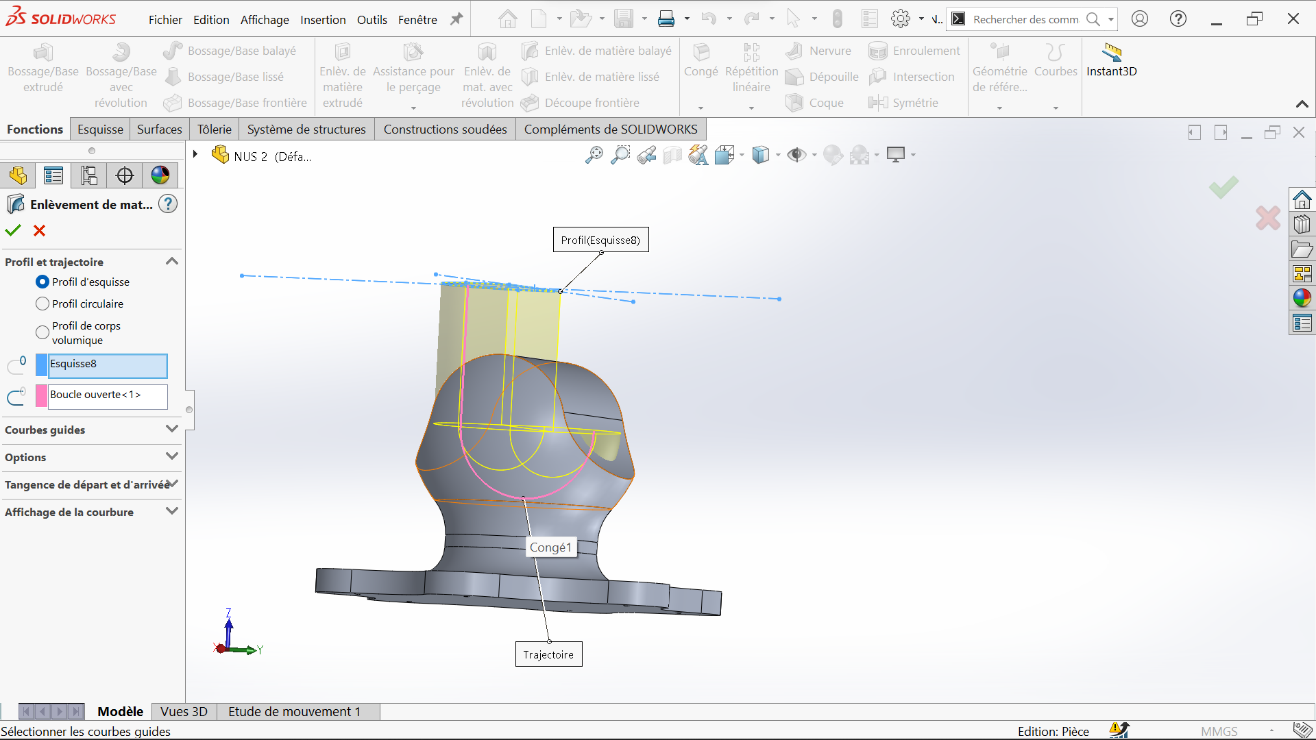 SOLIDWORKS
Fichier Edition Affichage Insertion Outils Fenêtre
V..
Rechercher des comm
Bossage/Base extrudé
Bossage/Base avec révolution
Bossage/Base balayé
Bossage/Base lissé
Bossage/Base frontière
Enlèv. de matière extrudé
Assistance pour le perçage
Enlèv. de mat. avec révolution
Enlèv. de matière balayé
Enlèv. de matière lissé
Découpe frontière
Congé
Répétition linéaire
Nervure
Dépouille
Coque
Enroulement
Intersection
Symétrie
Géométrie de référe...
Courbes
Instant3D
Fonctions Esquisse Surfaces Tôlerie Système de structures Constructions soudées Compléments de SOLIDWORKS
NUS 2 (Défa...
Enlèvement de mat...
Profil et trajectoire
Profil d'esquisse
Profil circulaire
Profil de corps
volumique
Esquisse8
Boucle ouverte<1>
Courbes guides
Options
Tangence de départ et d'arrivée
Affichage de la courbure
Profil(Esquisse8)
Congé1
Trajectoire
Z
X
Y
Modèle Vues 3D Etude de mouvement 1
Sélectionner les courbes guides
Edition: Pièce
MMGS